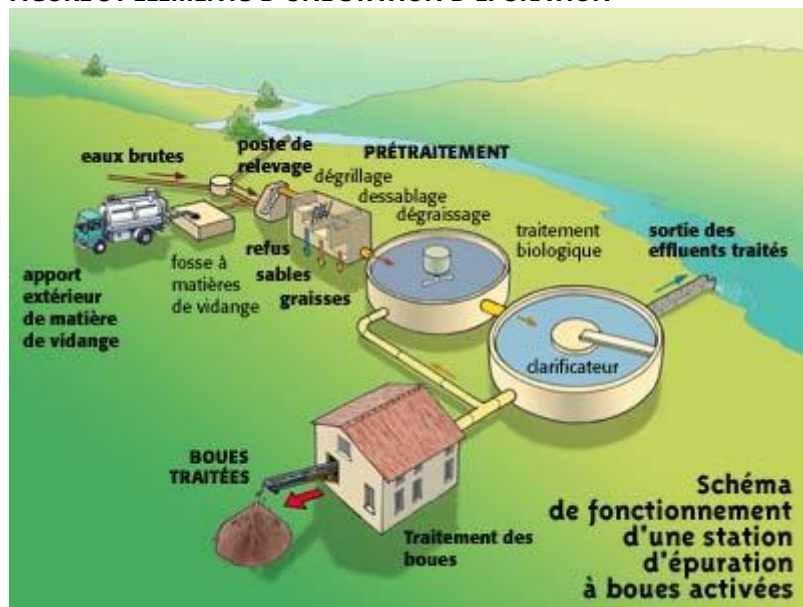 eaux brutes
poste de
relevage
PRÉTRAITEMENT
dégrillage
dessablage
dégraissage
traitement
biologique
sortie des
effluents traités
apport
extérieur
de matière
de vidange
fosse à
matières
de vidange
refus
sables
graisses
clarificateur
BOUES
TRAITÉES
Traitement des
boues
Schéma
de fonctionnement
d'une station
d'épuration
à boues activées